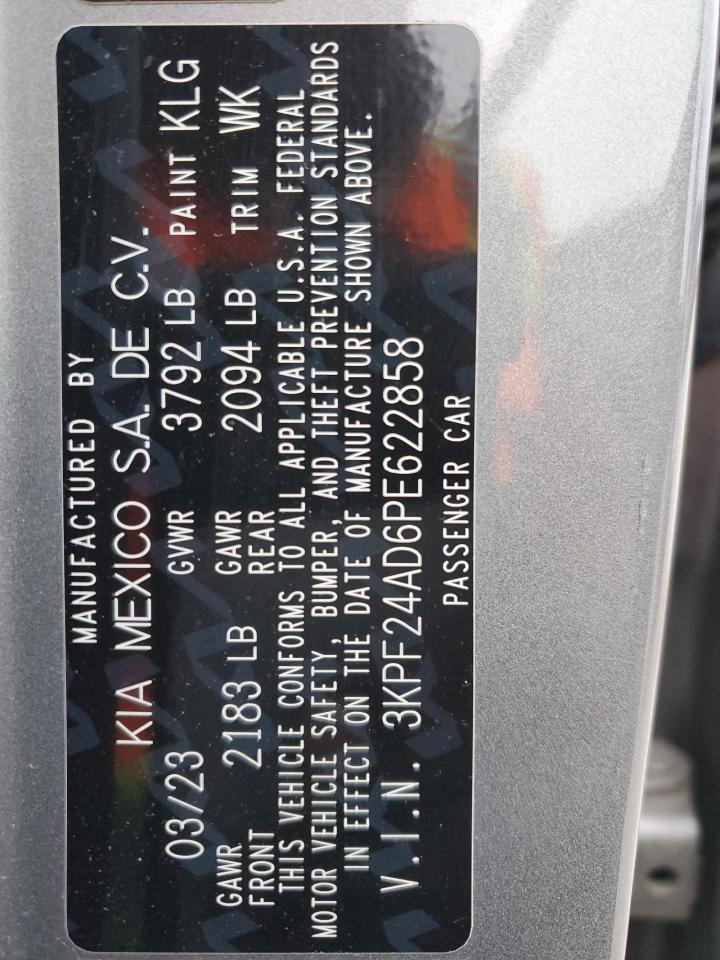 MANUFACTURED BY
KIA MEXICO S.A. DE C.V.
03/23 GVWR 3792 LB PAINT KLG
GAWR FRONT 2183 LB GAWR REAR 2094 LB TRIM WK
THIS VEHICLE CONFORMS TO ALL APPLICABLE U.S.A. FEDERAL
MOTOR VEHICLE SAFETY, BUMPER, AND THEFT PREVENTION STANDARDS
IN EFFECT ON THE DATE OF MANUFACTURE SHOWN ABOVE.
V.I.N. 3KPF24AD6PE622858
PASSENGER CAR